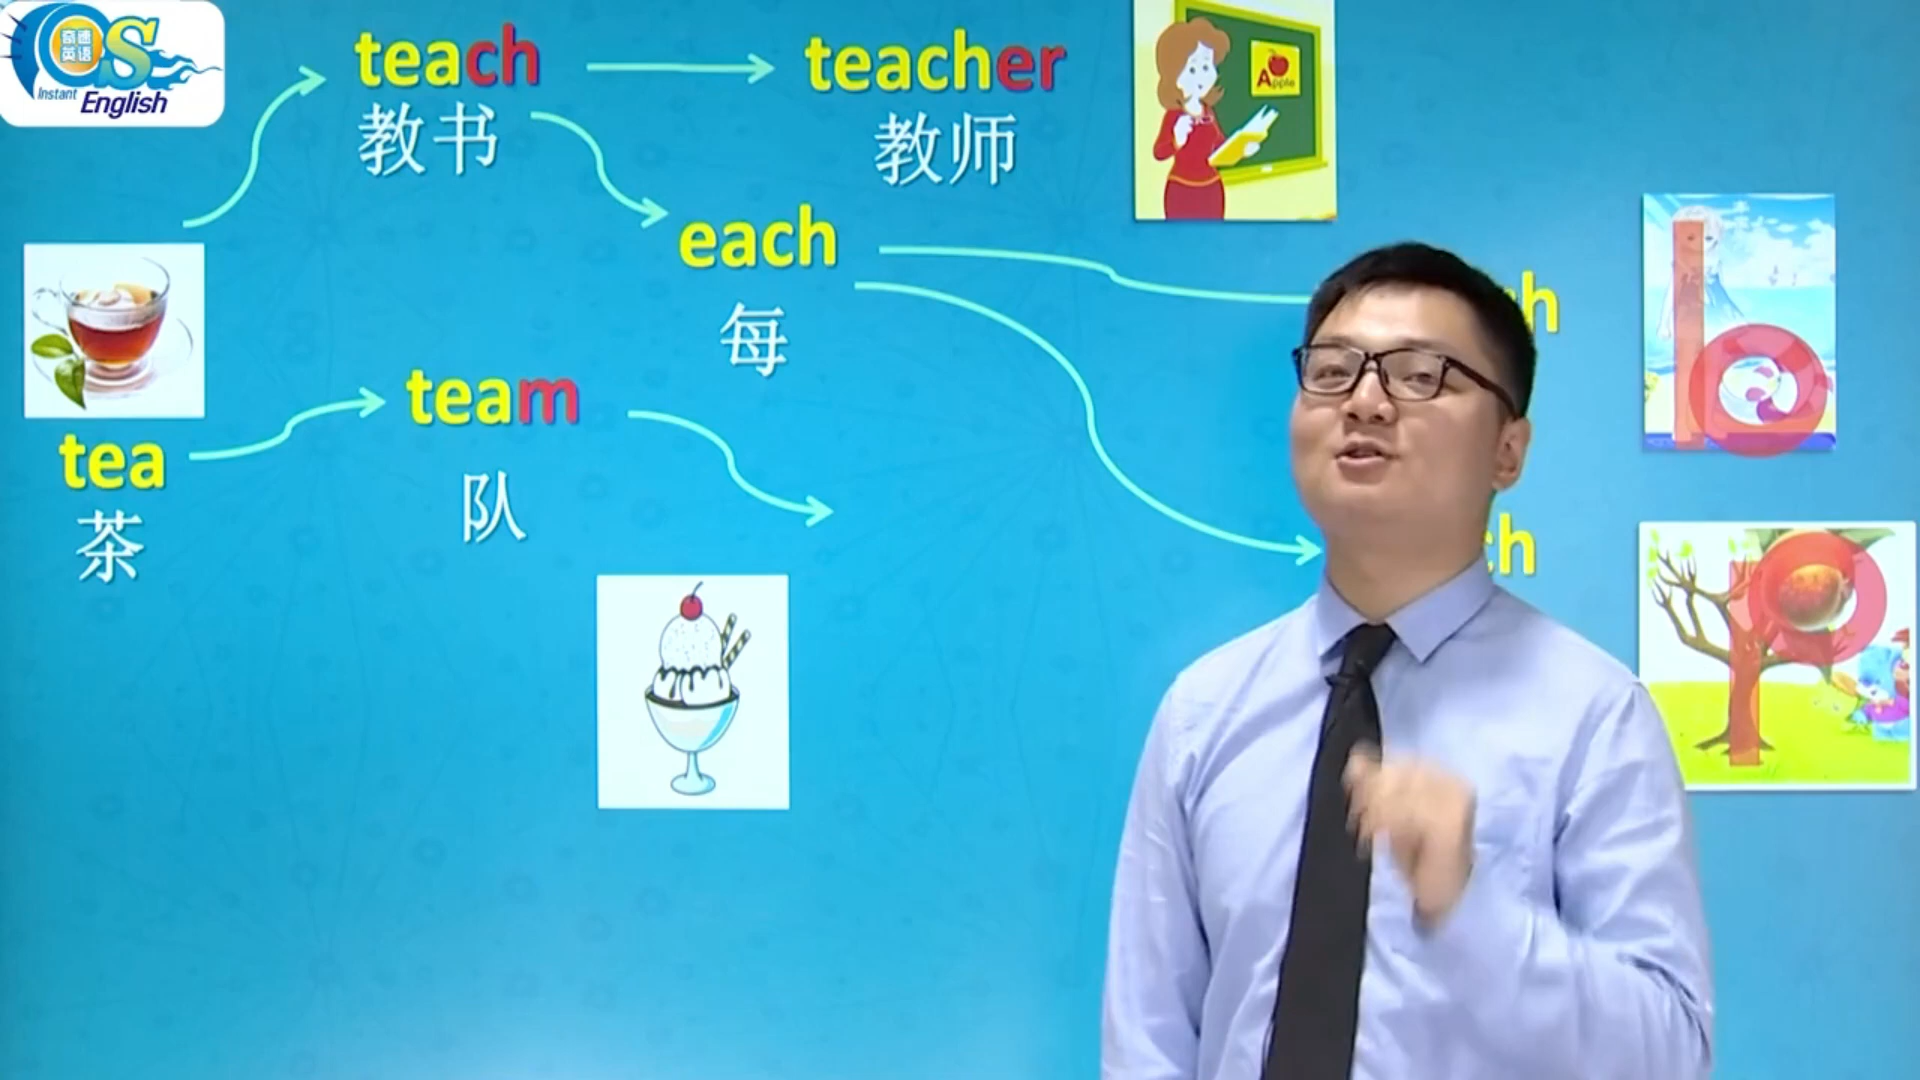 奇速
英语
QS
Instant
English
teach
教书
teacher
教师
Apple
each
每
team
队
tea
茶
b
p